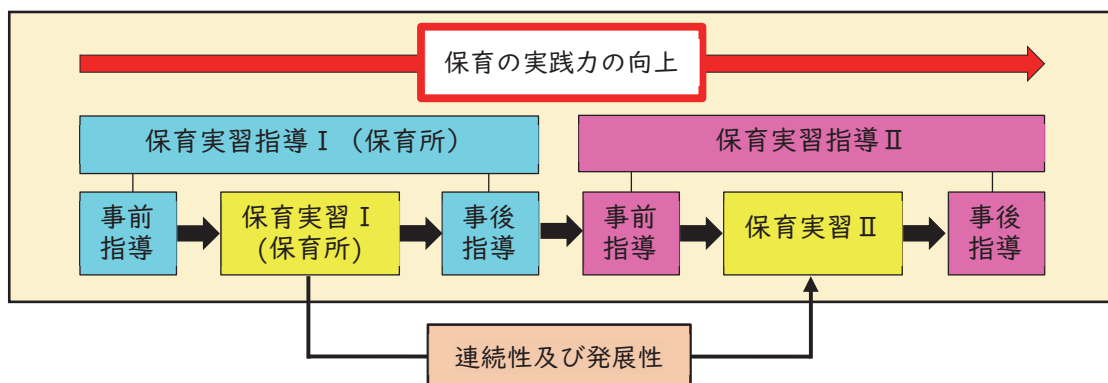 保育の実践力の向上
保育実習指導Ⅰ（保育所）
保育実習指導Ⅱ
事前
指導
保育実習Ⅰ
(保育所)
事後
指導
事前
指導
保育実習Ⅱ
事後
指導
連続性及び発展性